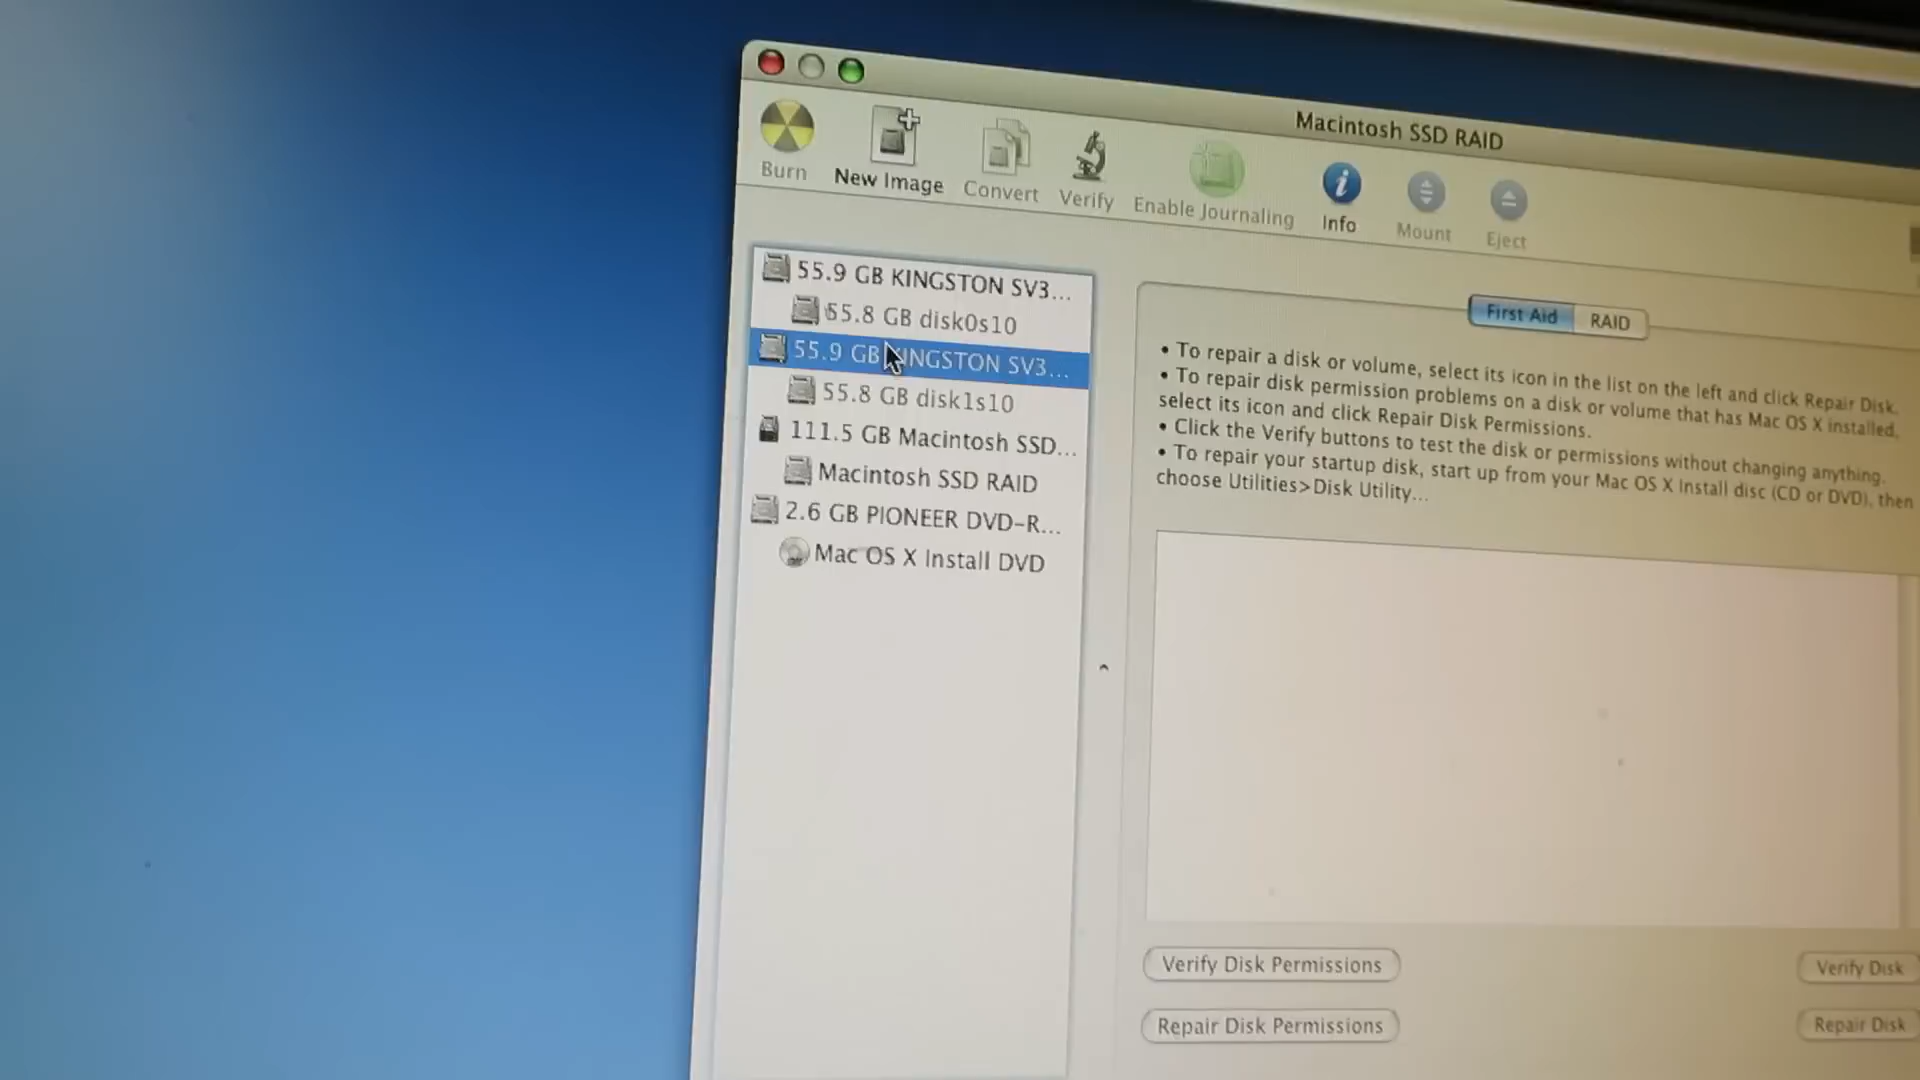 Macintosh SSD RAID
Burn
New Image
Convert
Verify
Enable Journaling
Info
Mount
Eject
55.9 GB KINGSTON SV3...
55.8 GB disk0s10
55.9 GB KINGSTON SV3...
55.8 GB disk1s10
111.5 GB Macintosh SSD...
Macintosh SSD RAID
2.6 GB PIONEER DVD-R...
Mac OS X Install DVD
First Aid
RAID
• To repair a disk or volume, select its icon in the list on the left and click Repair Disk.
• To repair disk permission problems on a disk or volume that has Mac OS X installed,
select its icon and click Repair Disk Permissions.
• Click the Verify buttons to test the disk or permissions without changing anything.
• To repair your startup disk, start up from your Mac OS X Install disc (CD or DVD), then
choose Utilities>Disk Utility...
Verify Disk Permissions
Verify Disk
Repair Disk Permissions
Repair Disk